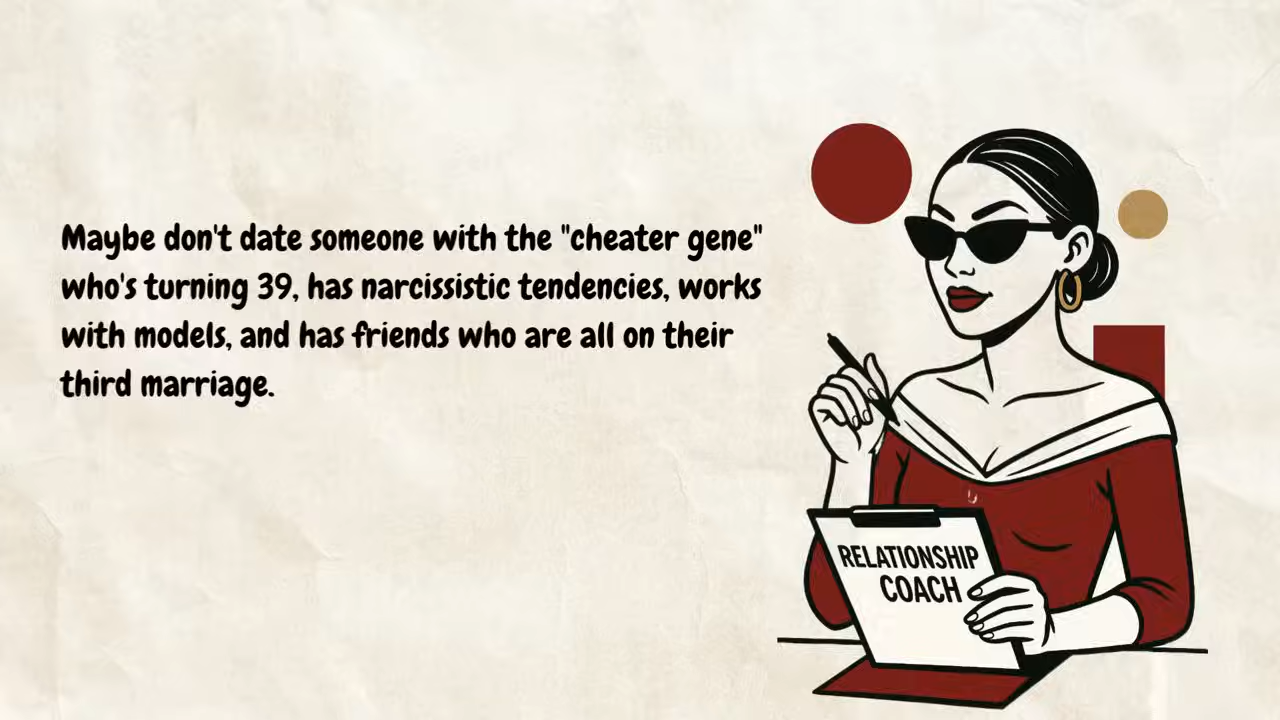 Maybe don't date someone with the "cheater gene"
who's turning 39, has narcissistic tendencies, works
with models, and has friends who are all on their
third marriage.
RELATIONSHIP
COACH